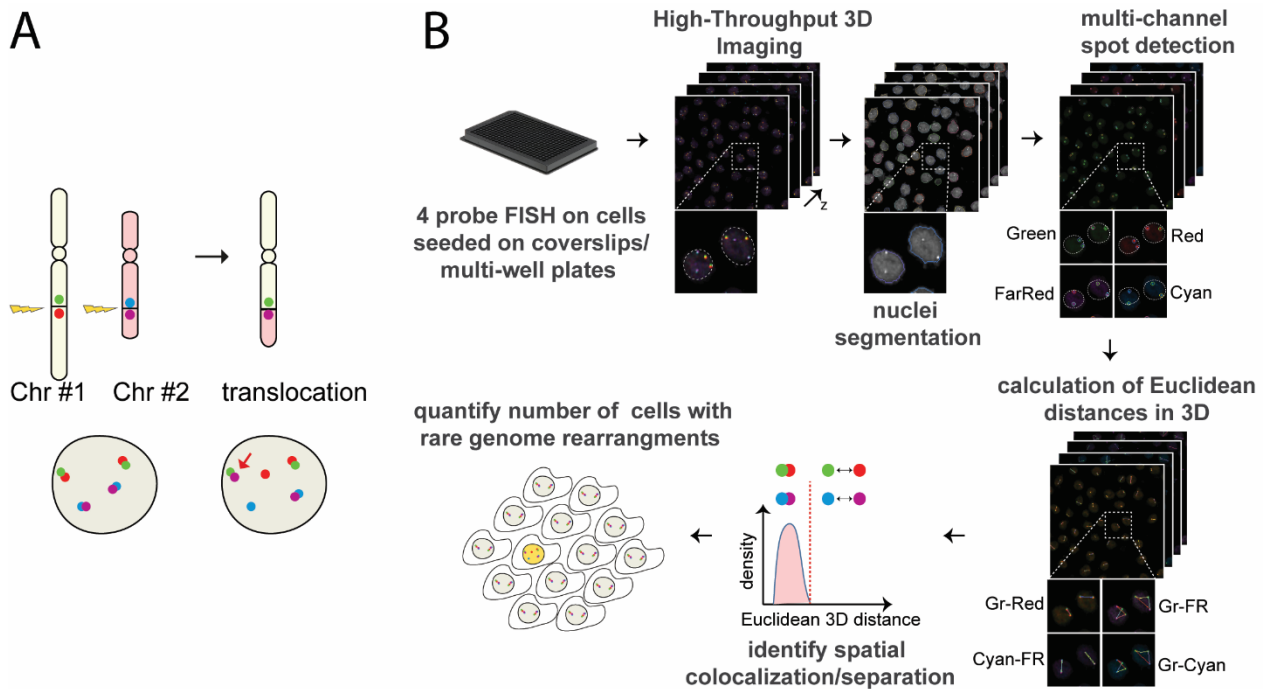 A
Chr #1
Chr #2
translocation
B
4 probe FISH on cells
seeded on coverslips/
multi-well plates
High-Throughput 3D
Imaging
z
nuclei
segmentation
multi-channel
spot detection
Green
Red
FarRed
Cyan
calculation of Euclidean
distances in 3D
Gr-Red
Gr-FR
Cyan-FR
Gr-Cyan
density
Euclidean 3D distance
identify spatial
colocalization/separation
quantify number of cells with
rare genome rearrangments